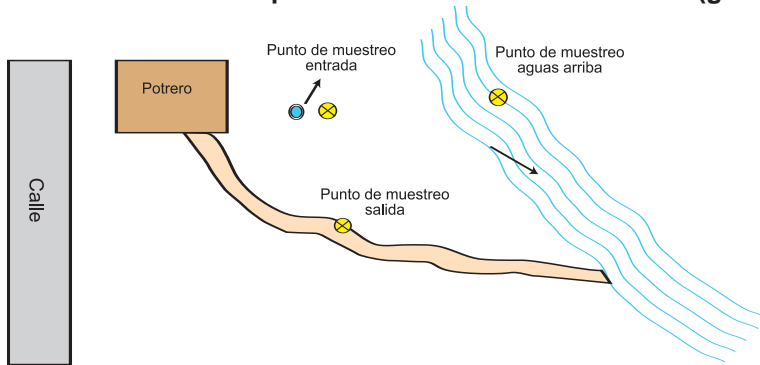 Punto de muestreo
entrada
Punto de muestreo
aguas arriba
Potrero
Calle
Punto de muestreo
salida